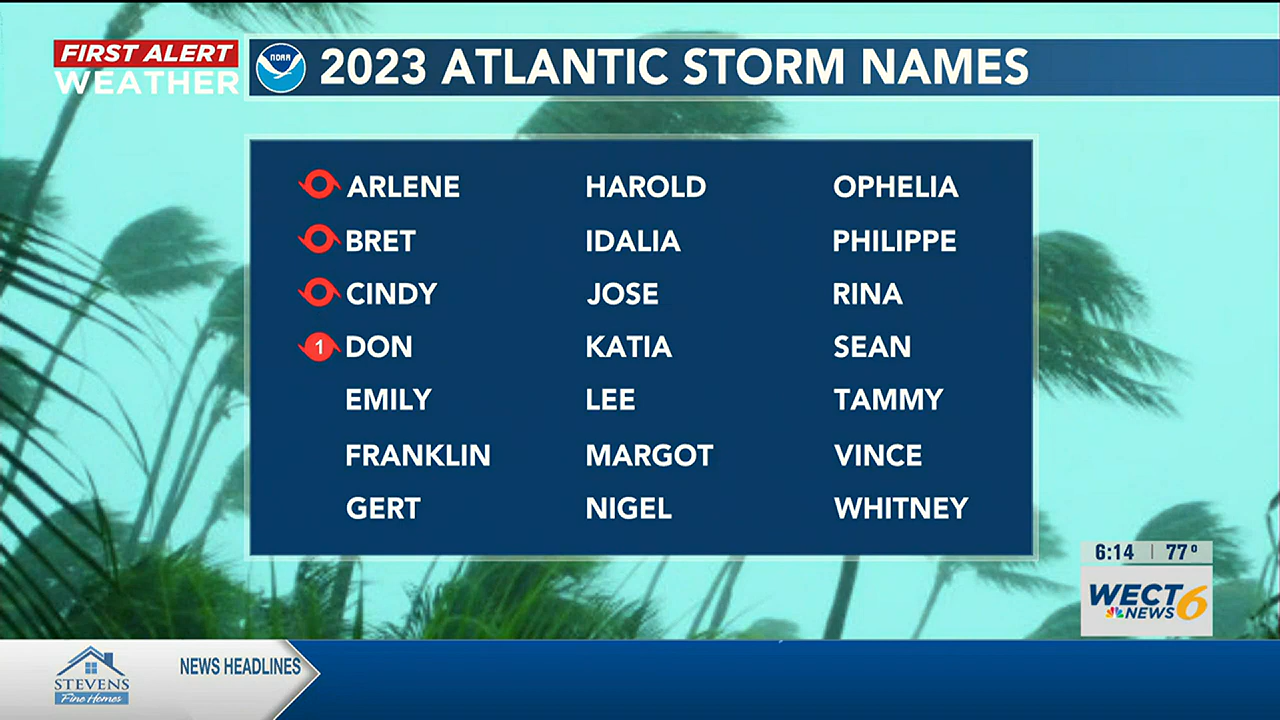 FIRST ALERT
WEATHER
NOAA
2023 ATLANTIC STORM NAMES
ARLENE
BRET
CINDY
1 DON
EMILY
FRANKLIN
GERT
HAROLD
IDALIA
JOSE
KATIA
LEE
MARGOT
NIGEL
OPHELIA
PHILIPPE
RINA
SEAN
TAMMY
VINCE
WHITNEY
6:14 | 77°
WECT 6
NEWS
STEVENS
Fine Homes
NEWS HEADLINES